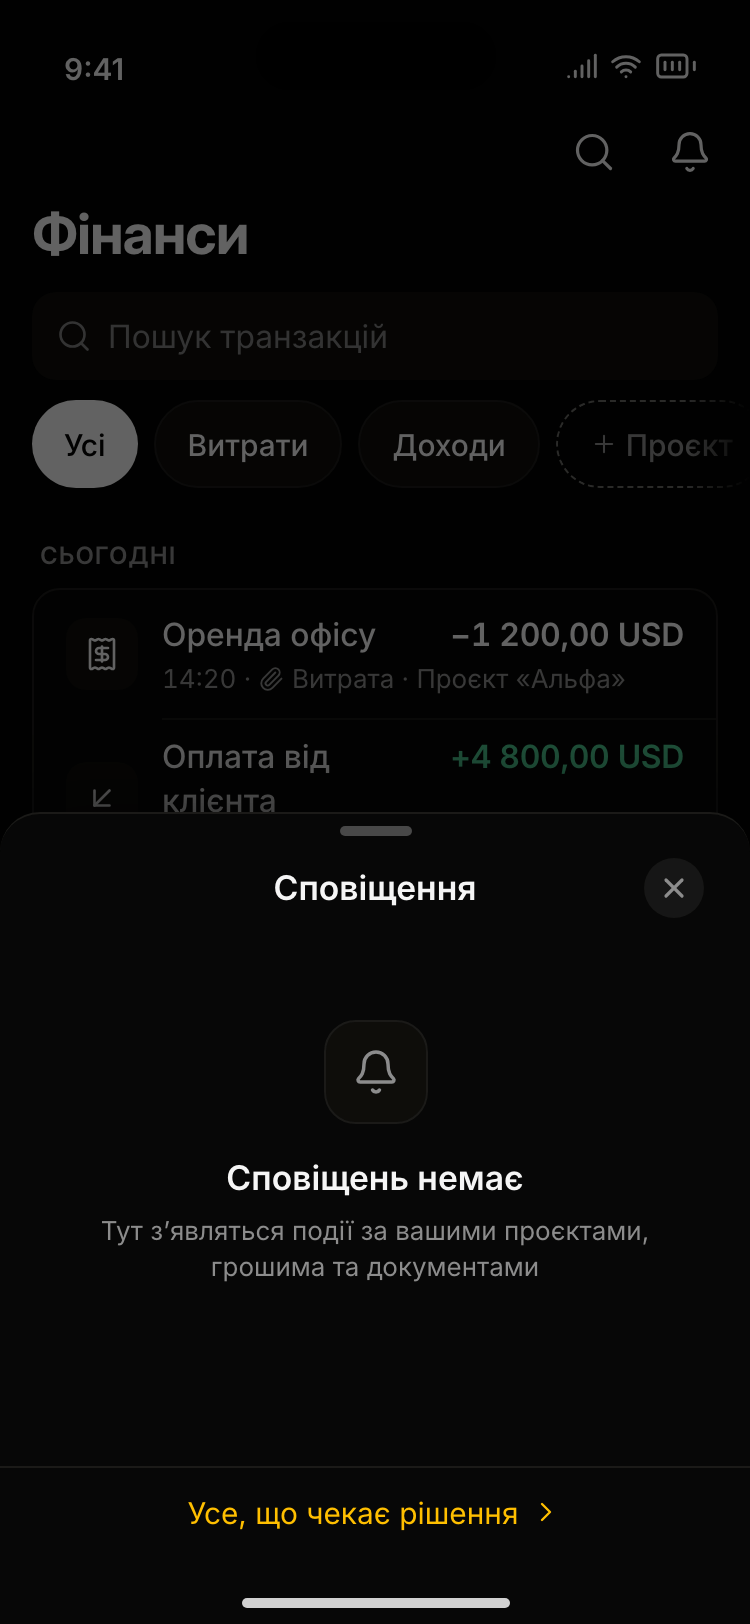 9:41
Фінанси
Пошук транзакцій
Усі
Витрати
Доходи
+ Проєкт
СЬОГОДНІ
Оренда офісу
−1 200,00 USD
14:20 · Витрата · Проєкт «Альфа»
Оплата від
+4 800,00 USD
клієнта
Сповіщення
Сповіщень немає
Тут з’являться події за вашими проєктами,
грошима та документами
Усе, що чекає рішення